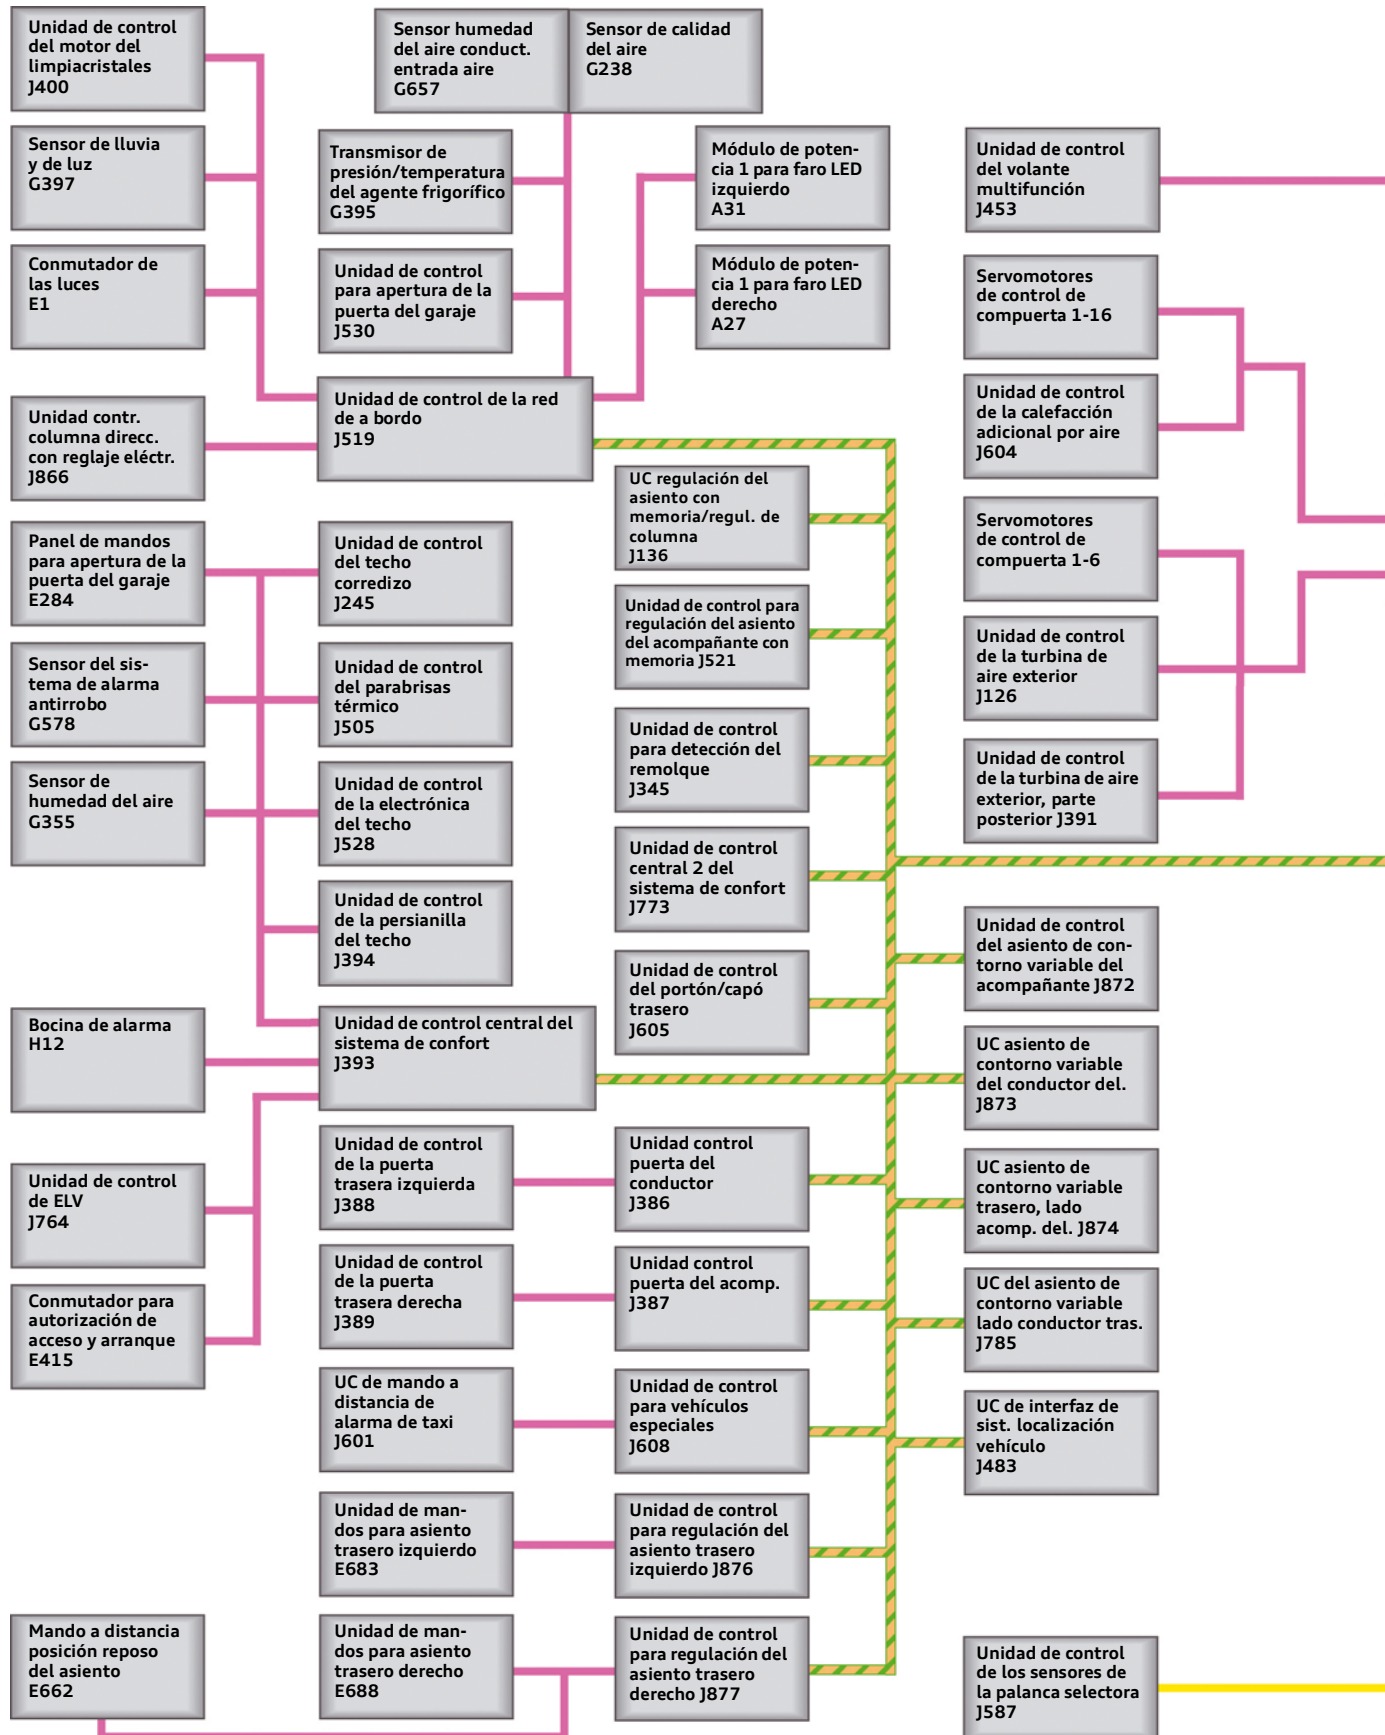 Unidad de control
del motor del
limpiacristales
J400
Sensor humedad
del aire conduct.
entrada aire
G657
Sensor de calidad
del aire
G238
Sensor de lluvia
y de luz
G397
Transmisor de
presión/temperatura
del agente frigorífico
G395
Módulo de poten-
cia 1 para faro LED
izquierdo
A31
Unidad de control
del volante
multifunción
J453
Conmutador de
las luces
E1
Unidad de control
para apertura de la
puerta del garaje
J530
Módulo de poten-
cia 1 para faro LED
derecho
A27
Servomotores
de control de
compuerta 1-16
Unidad contr.
columna direcc.
con reglaje eléctr.
J866
Unidad de control de la red
de a bordo
J519
Unidad de control
de la calefacción
adicional por aire
J604
UC regulación del
asiento con
memoria/regul. de
columna
J136
Panel de mandos
para apertura de la
puerta del garaje
E284
Unidad de control
del techo
corredizo
J245
Servomotores
de control de
compuerta 1-6
Unidad de control para
regulación del asiento
del acompañante con
memoria J521
Sensor del sis-
tema de alarma
antirrobo
G578
Unidad de control
del parabrisas
térmico
J505
Unidad de control
de la turbina de
aire exterior
J126
Unidad de control
para detección del
remolque
J345
Sensor de
humedad del aire
G355
Unidad de control
de la electrónica
del techo
J528
Unidad de control
de la turbina de aire
exterior, parte
posterior J391
Unidad de control
central 2 del
sistema de confort
J773
Unidad de control
de la persianilla
del techo
J394
Unidad de control
del asiento de con-
torno variable del
acompañante J872
Unidad de control
del portón/capó
trasero
J605
Bocina de alarma
H12
Unidad de control central del
sistema de confort
J393
UC asiento de
contorno variable
del conductor del.
J873
Unidad de control
de la puerta
trasera izquierda
J388
Unidad control
puerta del
conductor
J386
Unidad de control
de ELV
J764
UC asiento de
contorno variable
trasero, lado
acomp. del. J874
Unidad de control
de la puerta
trasera derecha
J389
Unidad control
puerta del acomp.
J387
Conmutador para
autorización de
acceso y arranque
E415
UC del asiento de
contorno variable
lado conductor tras.
J785
UC de mando a
distancia de
alarma de taxi
J601
Unidad de control
para vehículos
especiales
J608
UC de interfaz de
sist. localización
vehículo
J483
Unidad de man-
dos para asiento
trasero izquierdo
E683
Unidad de control
para regulación del
asiento trasero
izquierdo J876
Mando a distancia
posición reposo
del asiento
E662
Unidad de man-
dos para asiento
trasero derecho
E688
Unidad de control
para regulación del
asiento trasero
derecho J877
Unidad de control
de los sensores de
la palanca selectora
J587